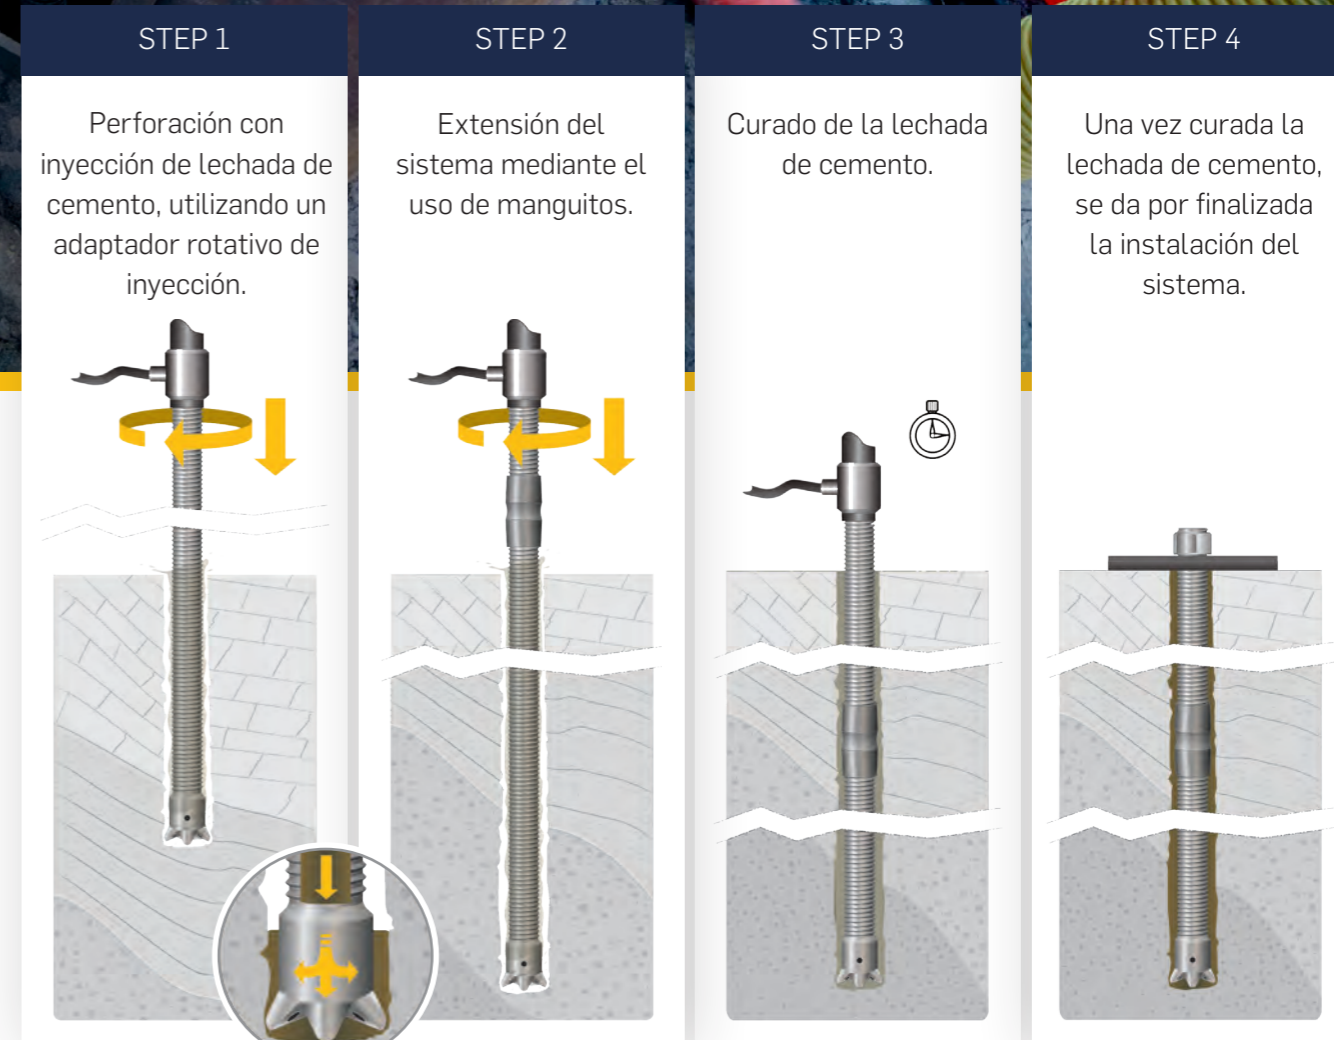 STEP 1
Perforación con
inyección de lechada de
cemento, utilizando un
adaptador rotativo de
inyección.
STEP 2
Extensión del
sistema mediante el
uso de manguitos.
STEP 3
Curado de la lechada
de cemento.
STEP 4
Una vez curada la
lechada de cemento,
se da por finalizada
la instalación del
sistema.